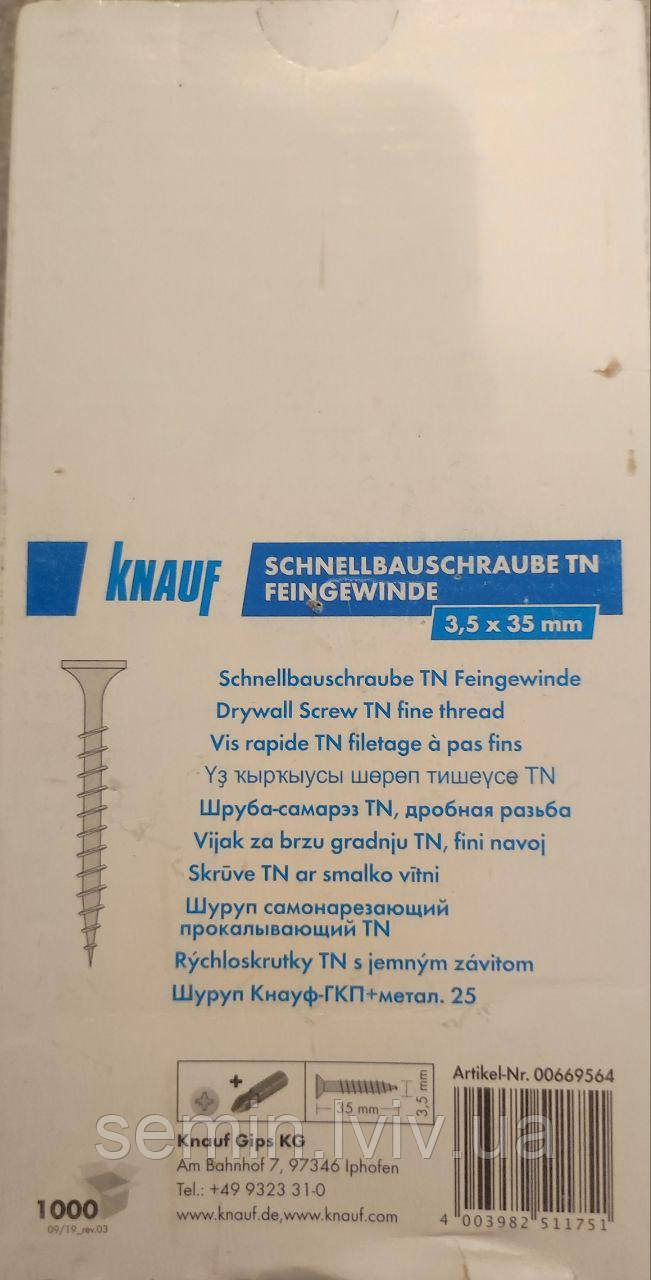 KNAUF
SCHNELLBAUSCHRAUBE TN
FEINGEWINDE
3,5 x 35 mm
Schnellbauschraube TN Feingewinde
Drywall Screw TN fine thread
Vis rapide TN filetage à pas fins
Үҙ ҡырҡыусы шөрөп тишеүсе TN
Шруба-самарэз TN, дробная разьба
Vijak za brzu gradnju TN, fini navoj
Skrūve TN ar smalko vītni
Шуруп самонарезающий
прокалывающий TN
Rýchloskrutky TN s jemným závitom
Шуруп Кнауф-ГКП+метал. 25
+
35 mm
3,5 mm
Artikel-Nr. 00669564
semin.lviv.ua
Knauf Gips KG
Am Bahnhof 7, 97346 Iphofen
Tel.: +49 9323 31-0
www.knauf.de,www.knauf.com
1000
09/19_rev.03
4 003982 511751